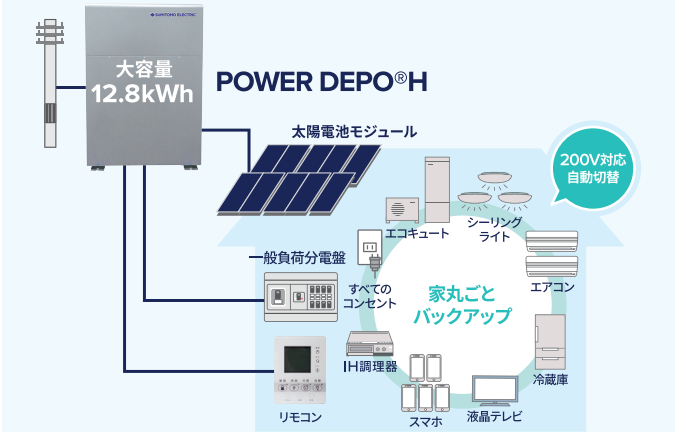 SUMITOMO ELECTRIC
大容量
12.8kWh
POWER DEPO®H
太陽電池モジュール
200V対応
自動切替
エコキュート
シーリング
ライト
一般負荷分電盤
すべての
コンセント
家丸ごと
バックアップ
エアコン
IH調理器
冷蔵庫
リモコン
スマホ
液晶テレビ